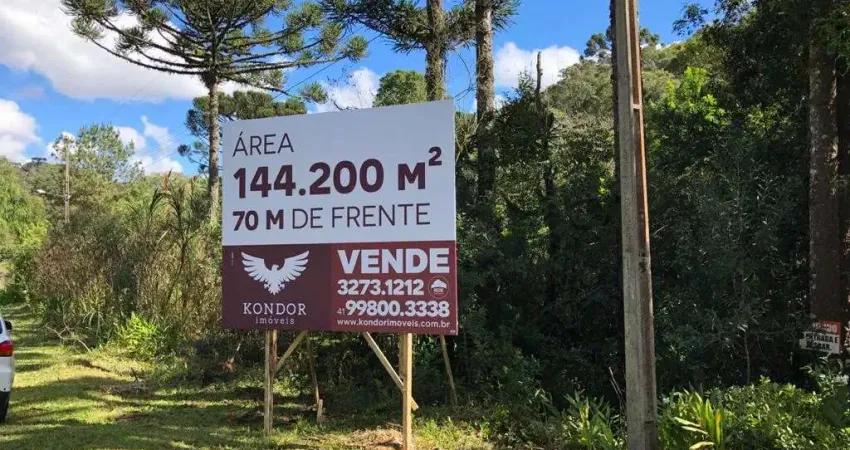 ÁREA
144.200 M²
70 M DE FRENTE
KONDOR
imóveis
VENDE
3273.1212
41 99800.3338
www.kondorimoveis.com.br